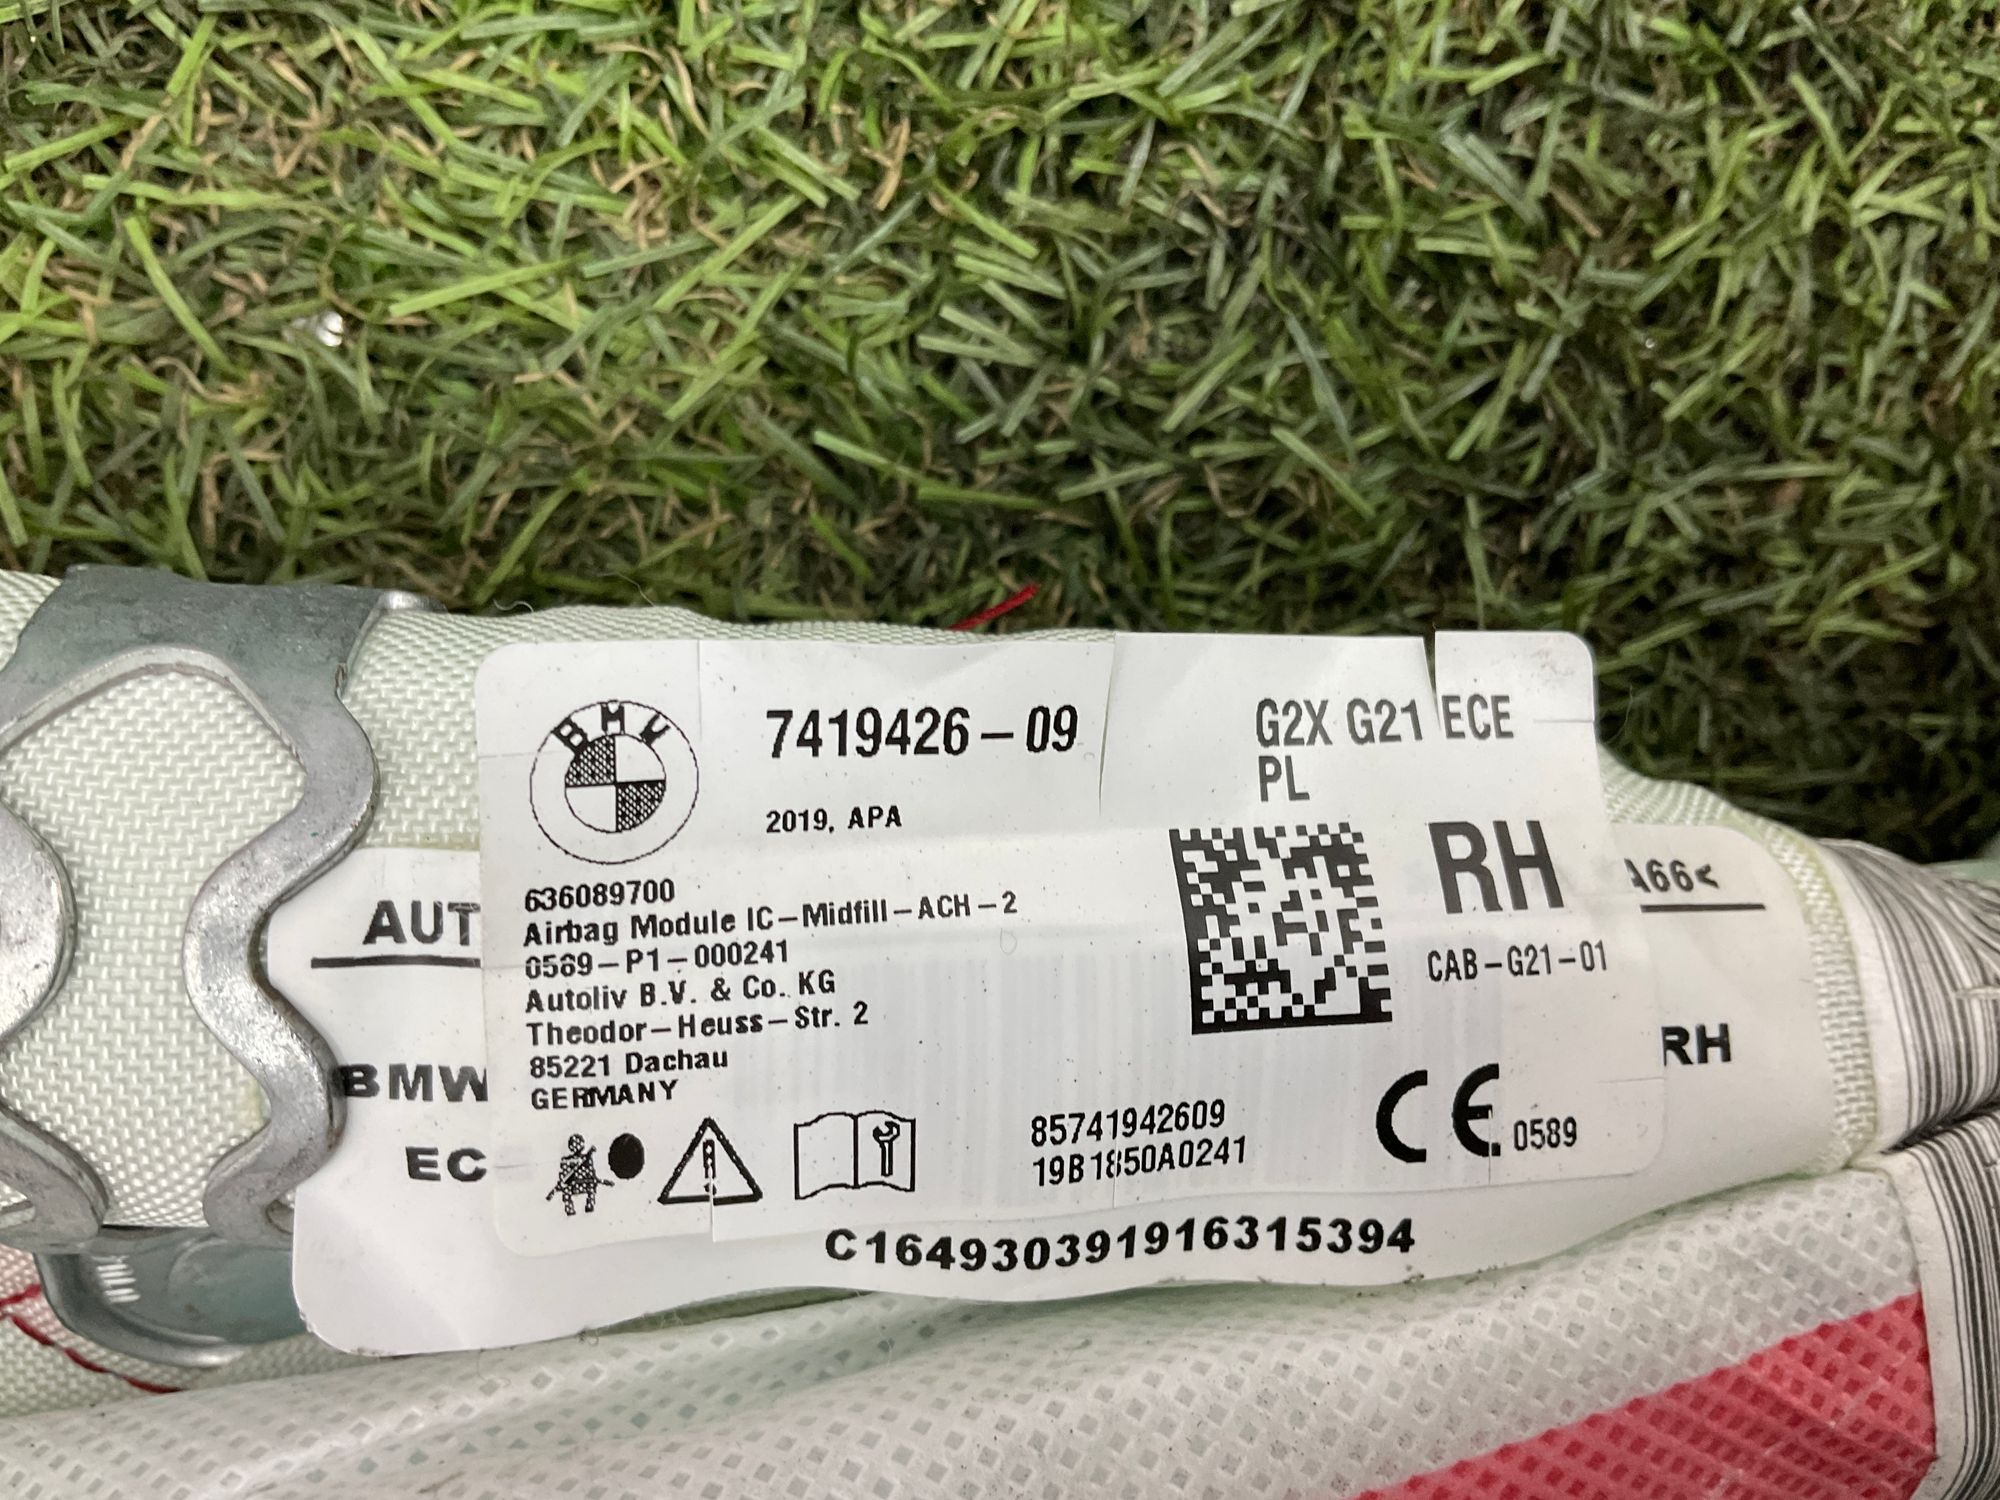 BMW
7419426-09
G2X G21 ECE
PL
2019, APA
RH
636089700
Airbag Module IC-Midfill-ACH-2
0589-P1-000241
Autoliv B.V. & Co. KG
Theodor-Heuss-Str. 2
85221 Dachau
GERMANY
CAB-G21-01
85741942609
19B1850A0241
CE 0589
AUT
A66<
BMW
RH
EC
C164930391916315394